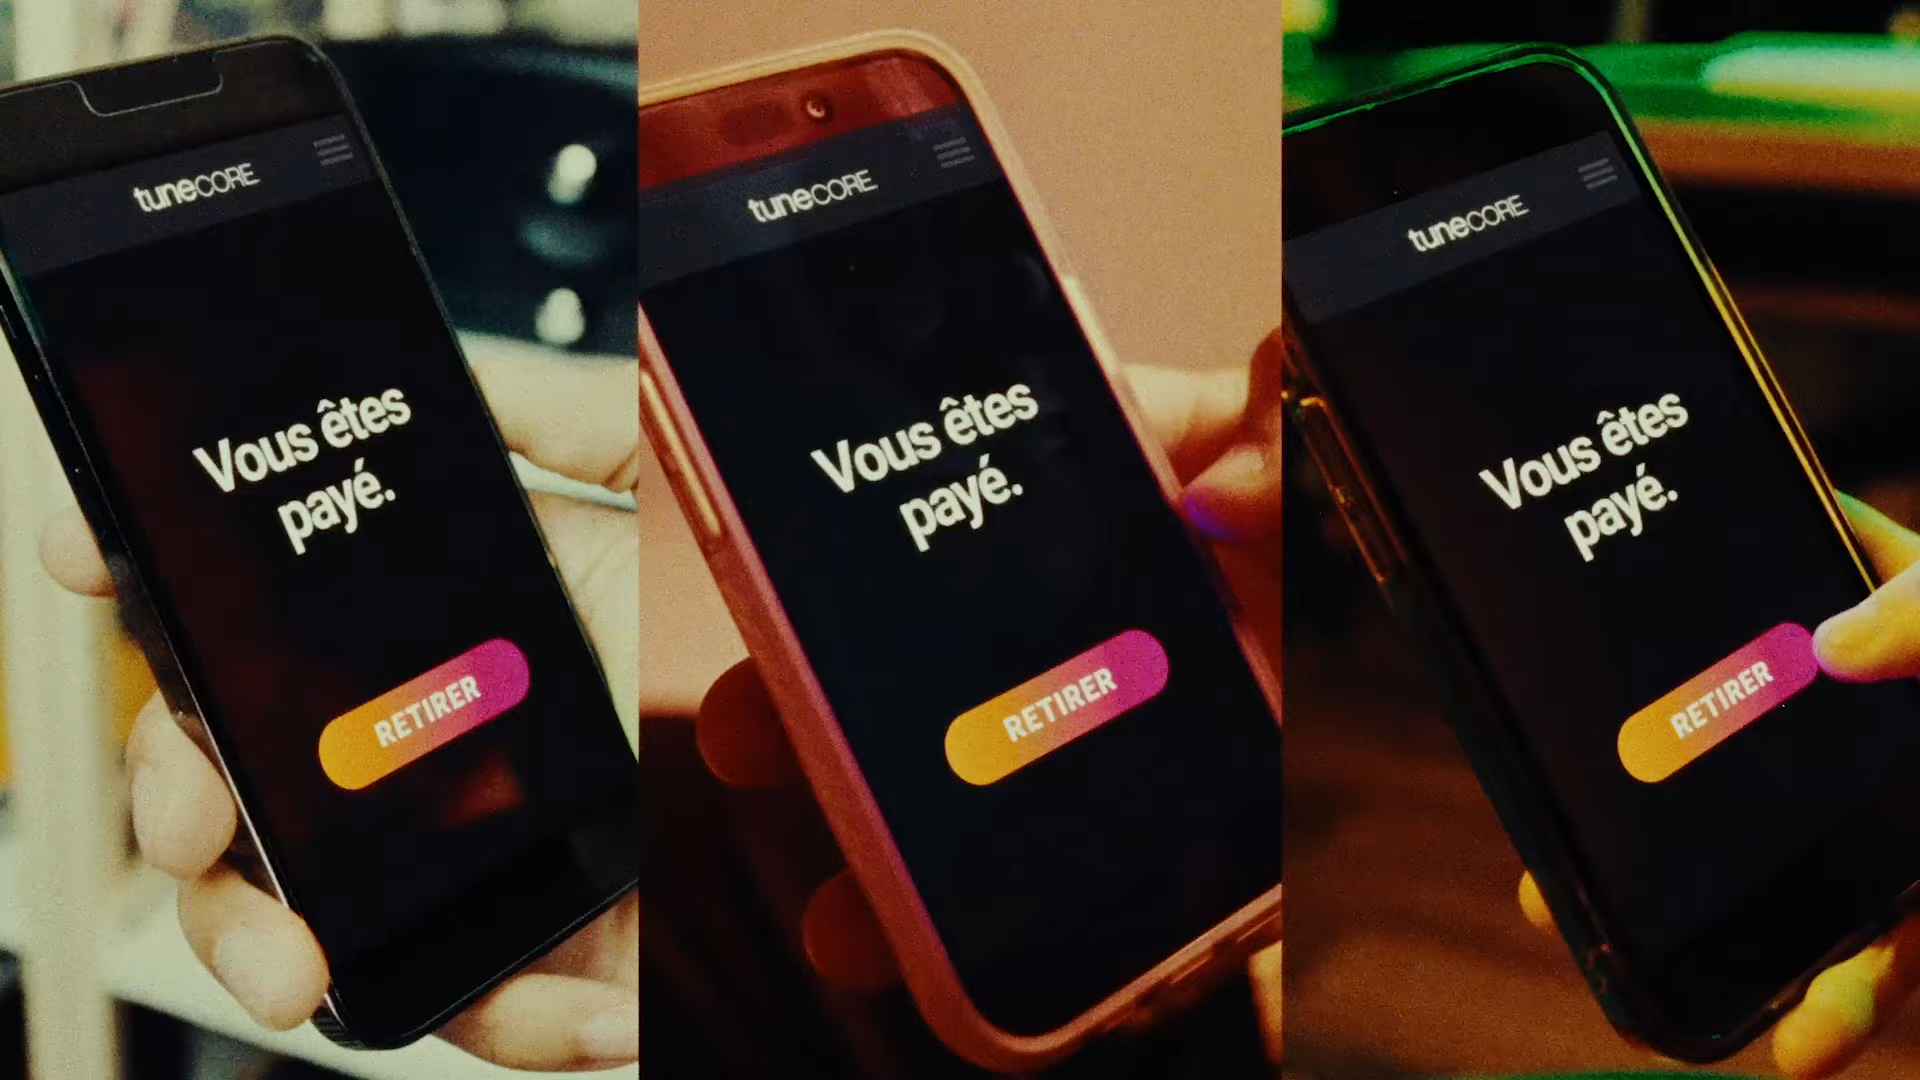 tunecore
Vous êtes
payé.
RETIRER
tunecore
Vous êtes
payé.
RETIRER
tunecore
Vous êtes
payé.
RETIRER